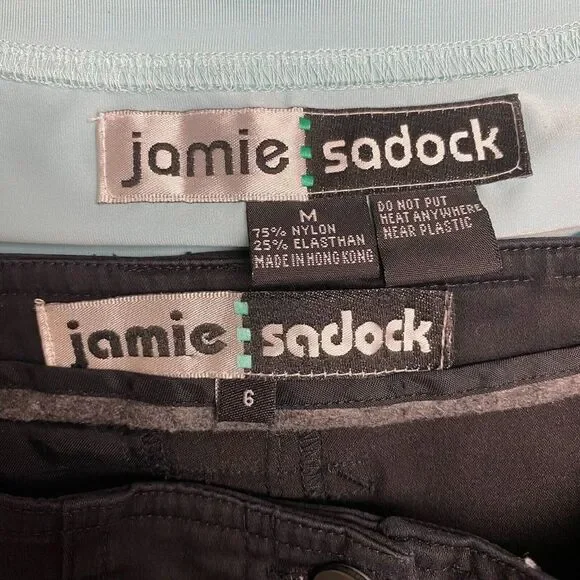 jamie sadock
M
75% NYLON
25% ELASTHAN
MADE IN HONG KONG
DO NOT PUT
HEAT ANYWHERE
NEAR PLASTIC
jamie sadock
6